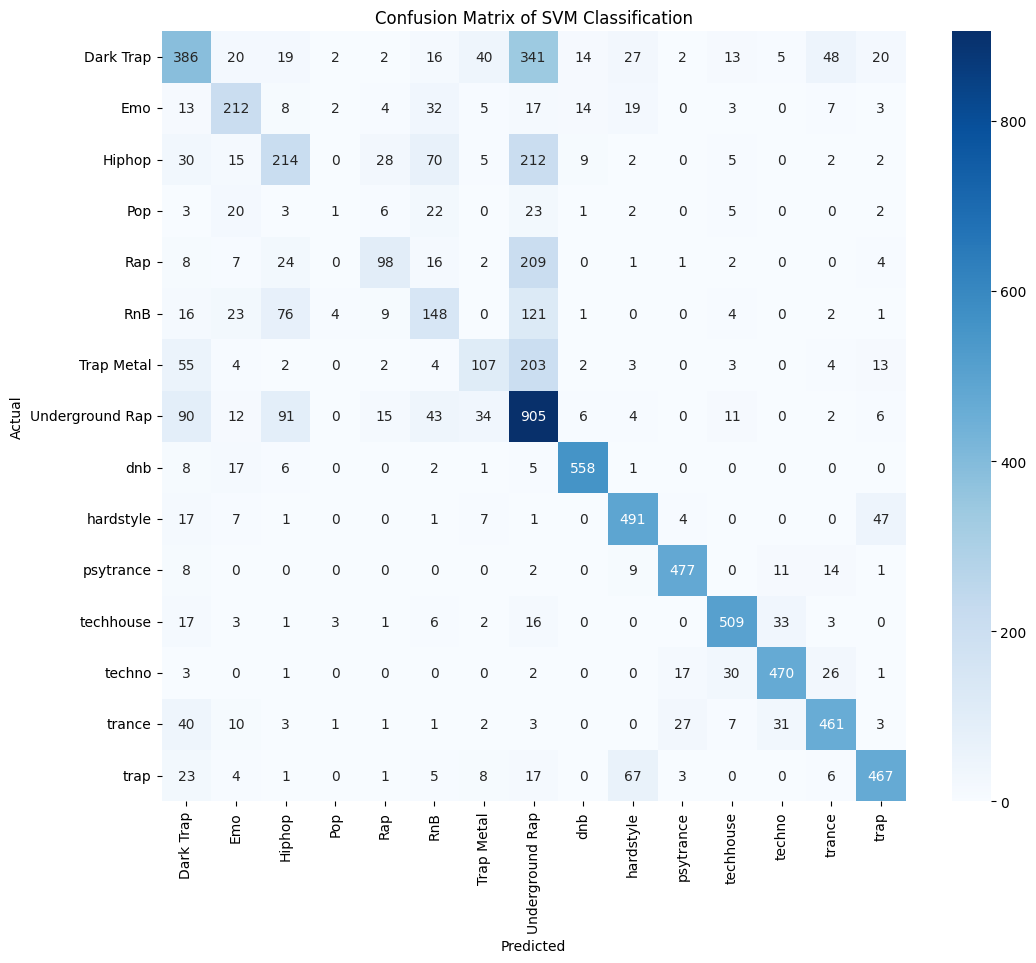 Confusion Matrix of SVM Classification
Dark Trap 386 20 19 2 2 16 40 341 14 27 2 13 5 48 20
Emo 13 212 8 2 4 32 5 17 14 19 0 3 0 7 3
Hiphop 30 15 214 0 28 70 5 212 9 2 0 5 0 2 2
Pop 3 20 3 1 6 22 0 23 1 2 0 5 0 0 2
Rap 8 7 24 0 98 16 2 209 0 1 1 2 0 0 4
RnB 16 23 76 4 9 148 0 121 1 0 0 4 0 2 1
Trap Metal 55 4 2 0 2 4 107 203 2 3 0 3 0 4 13
Underground Rap 90 12 91 0 15 43 34 905 6 4 0 11 0 2 6
dnb 8 17 6 0 0 2 1 5 558 1 0 0 0 0 0
hardstyle 17 7 1 0 0 1 7 1 0 491 4 0 0 0 47
psytrance 8 0 0 0 0 0 0 2 0 9 477 0 11 14 1
techhouse 17 3 1 3 1 6 2 16 0 0 0 509 33 3 0
techno 3 0 1 0 0 0 0 2 0 0 17 30 470 26 1
trance 40 10 3 1 1 1 2 3 0 0 27 7 31 461 3
trap 23 4 1 0 1 5 8 17 0 67 3 0 0 6 467
Dark Trap
Emo
Hiphop
Pop
Rap
RnB
Trap Metal
Underground Rap
dnb
hardstyle
psytrance
techhouse
techno
trance
trap
Predicted
Actual
800
600
400
200
0